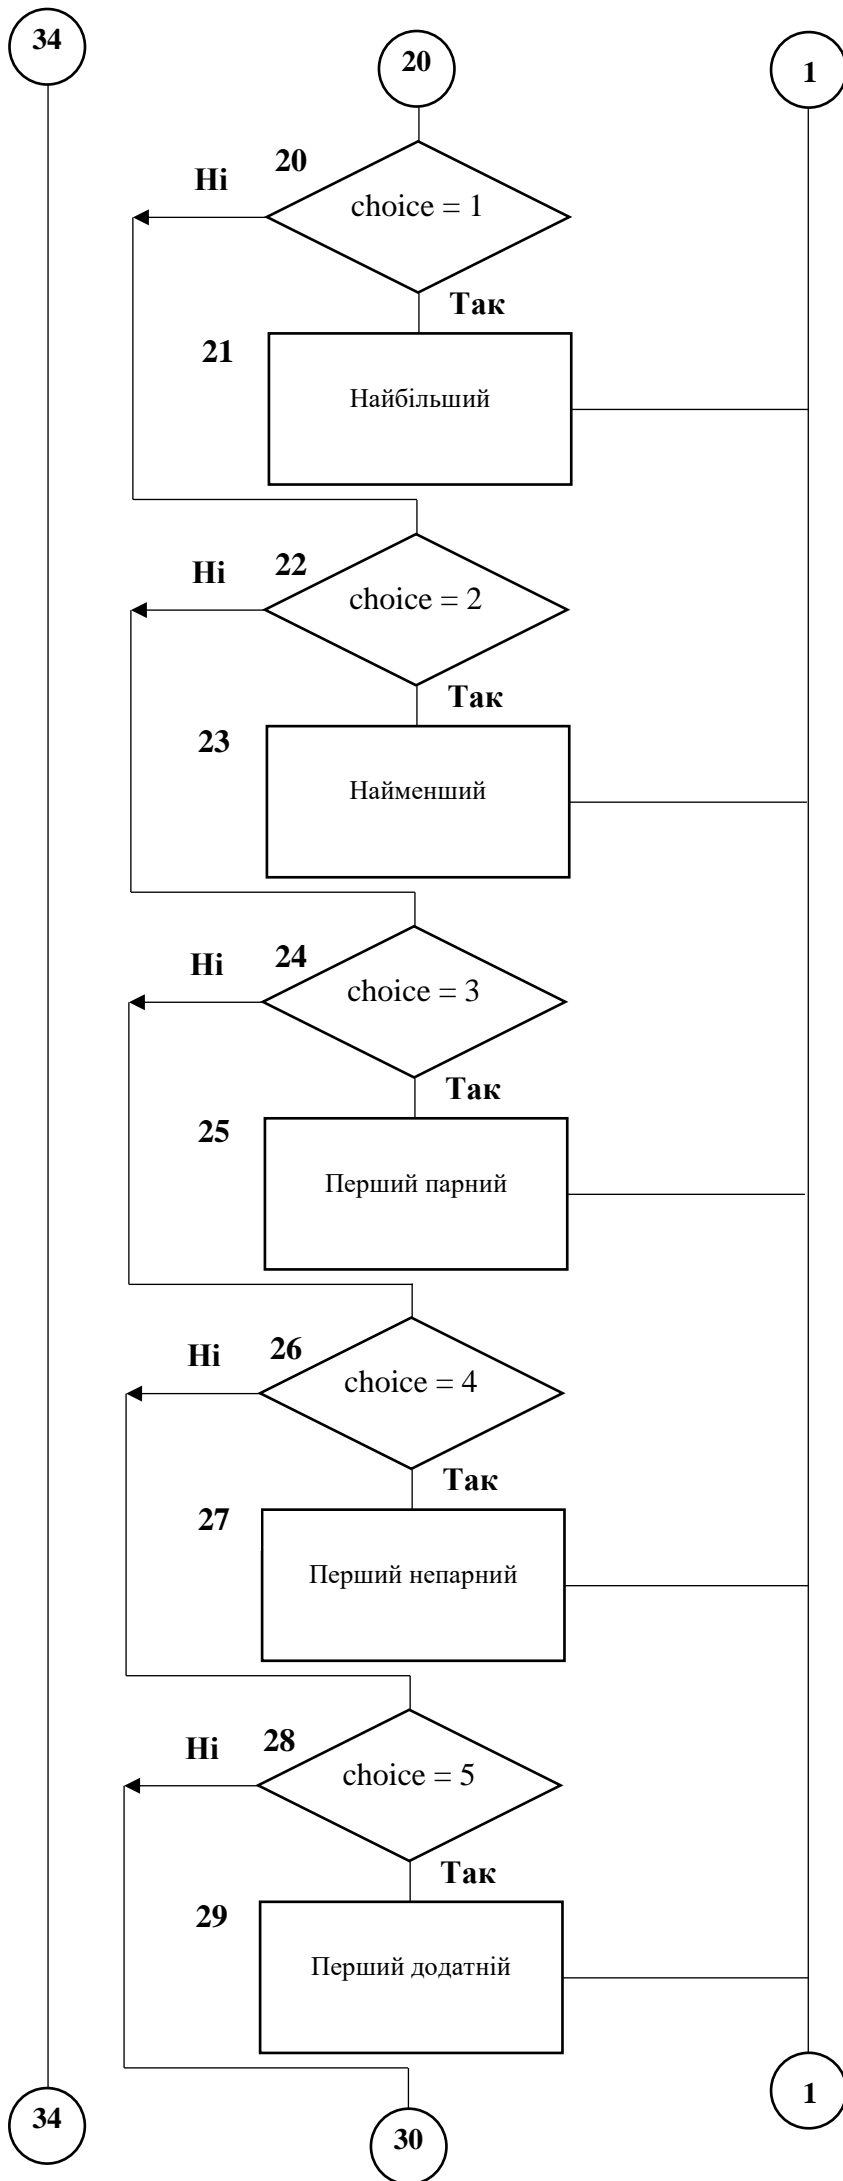 34
20
1
20
Ні
choice = 1
Так
21
Найбільший
22
Ні
choice = 2
Так
23
Найменший
24
Ні
choice = 3
Так
25
Перший парний
26
Ні
choice = 4
Так
27
Перший непарний
28
Ні
choice = 5
Так
29
Перший додатній
34
30
1